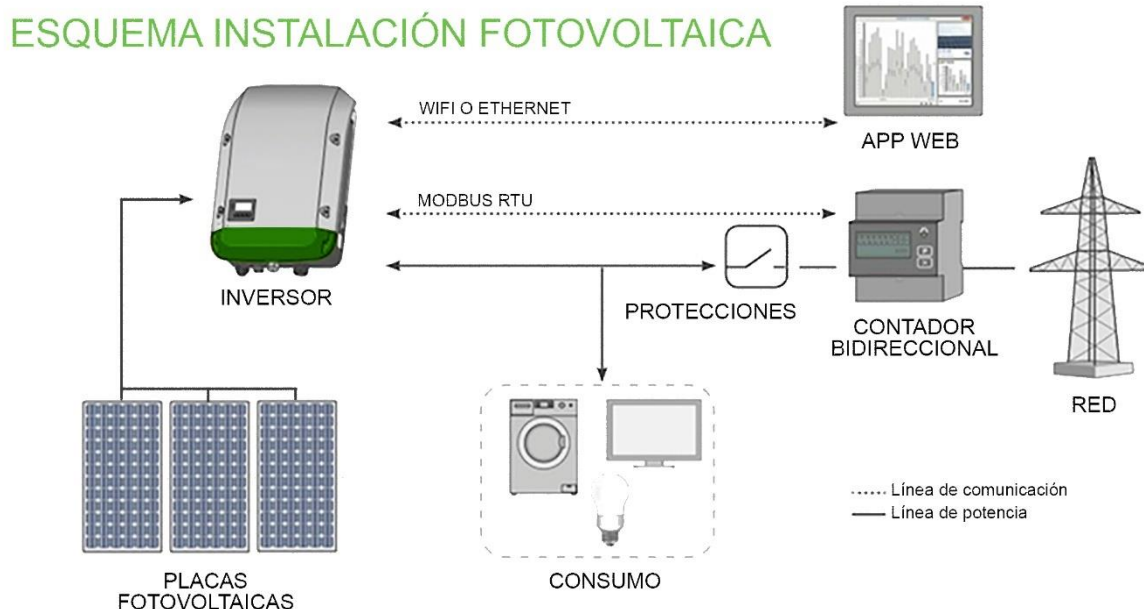 ESQUEMA INSTALACIÓN FOTOVOLTAICA
WIFI O ETHERNET
APP WEB
MODBUS RTU
INVERSOR
PROTECCIONES
CONTADOR
BIDIRECCIONAL
RED
PLACAS
FOTOVOLTAICAS
CONSUMO
Línea de comunicación
Línea de potencia